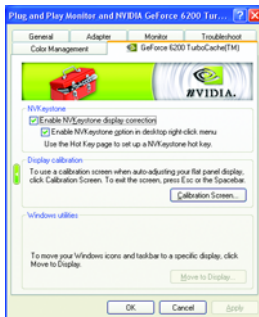 Plug and Play Monitor and NVIDIA GeForce 6200 Tur...
General Adapter Monitor Troubleshoot
Color Management GeForce 6200 TurboCache(TM)
NVIDIA.
NVKeystone
Enable NVKeystone display correction
Enable NVKeystone option in desktop right-click menu
Use the Hot Key page to set up a NVKeystone hot key.
Display calibration
To use a calibration screen when auto-adjusting your flat panel display,
click Calibration Screen. To exit the screen, press Esc or the Spacebar.
Calibration Screen...
Windows utilities
To move your Windows icons and taskbar to a specific display, click
Move to Display.
Move to Display...
OK Cancel Apply